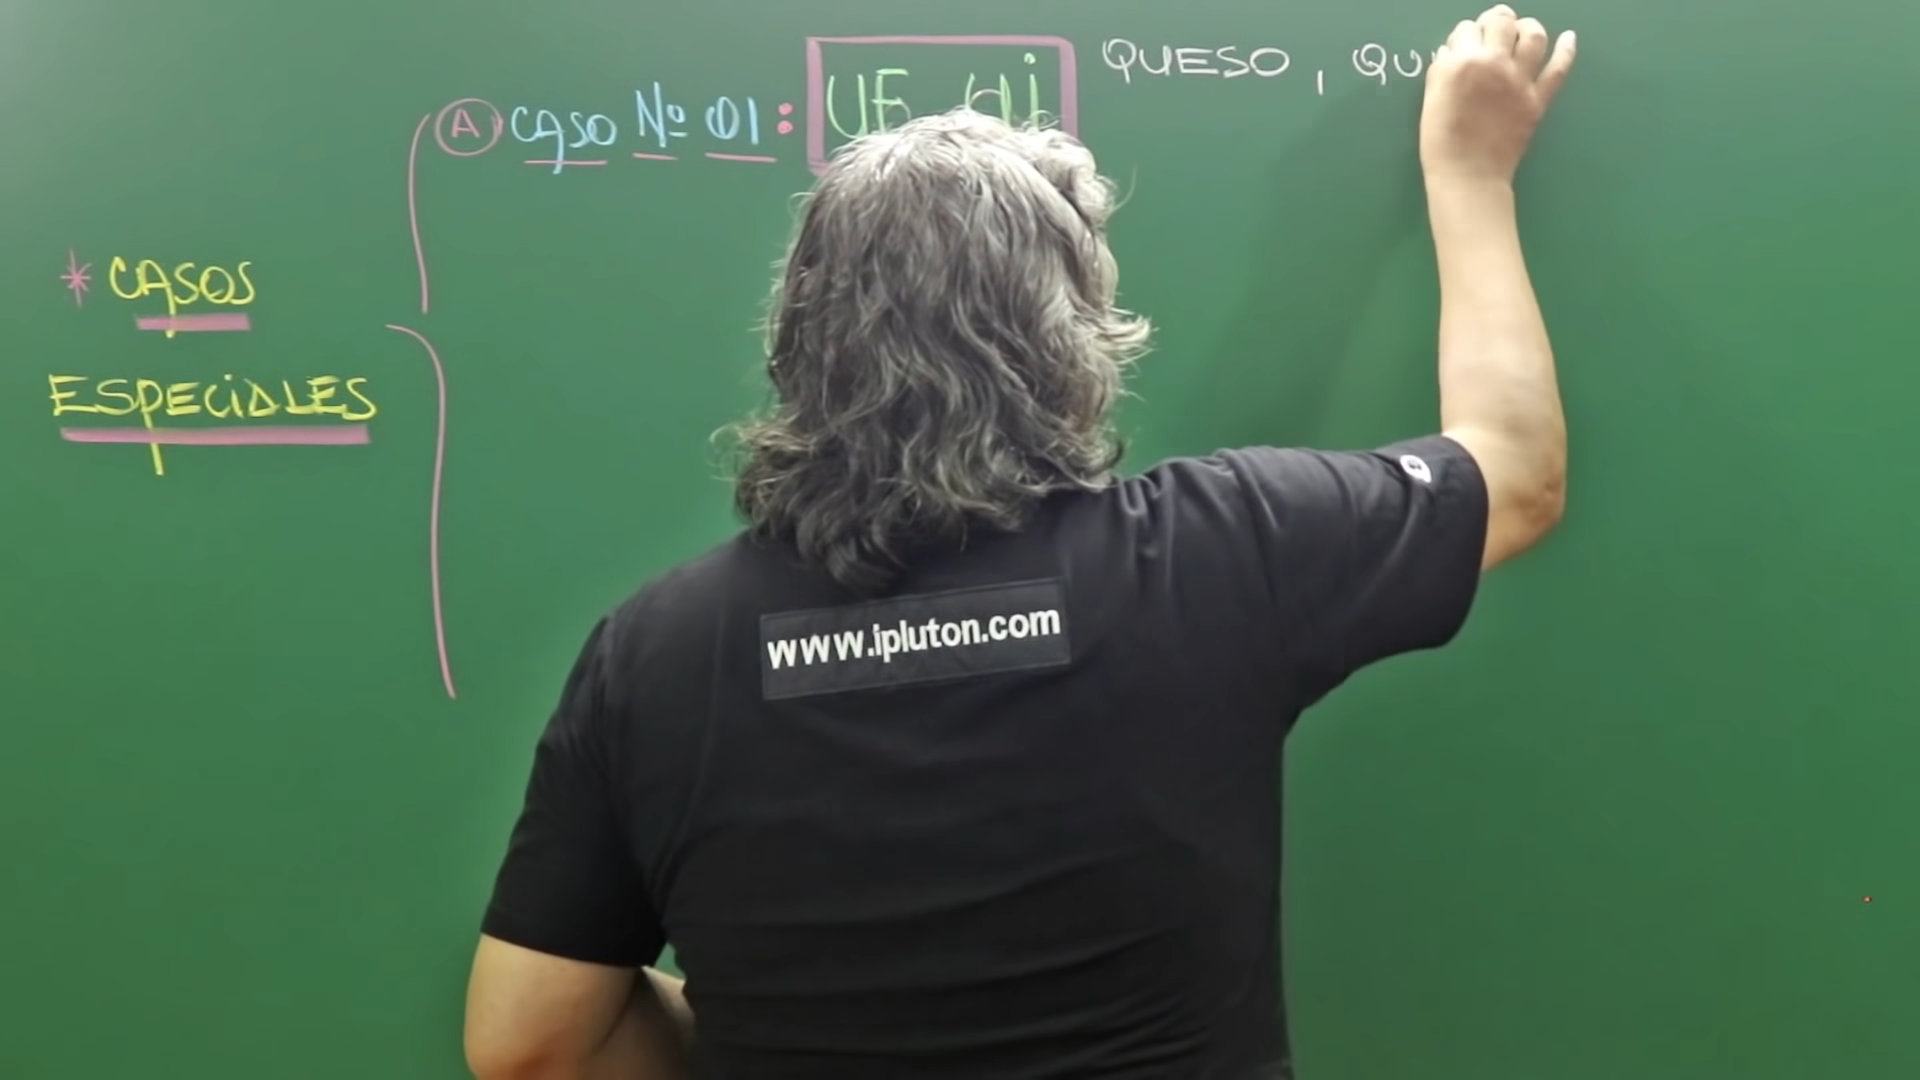 A CASO Nº 01: UE, UI QUESO, QU
* CASOS
ESPECIALES
www.ipluton.com